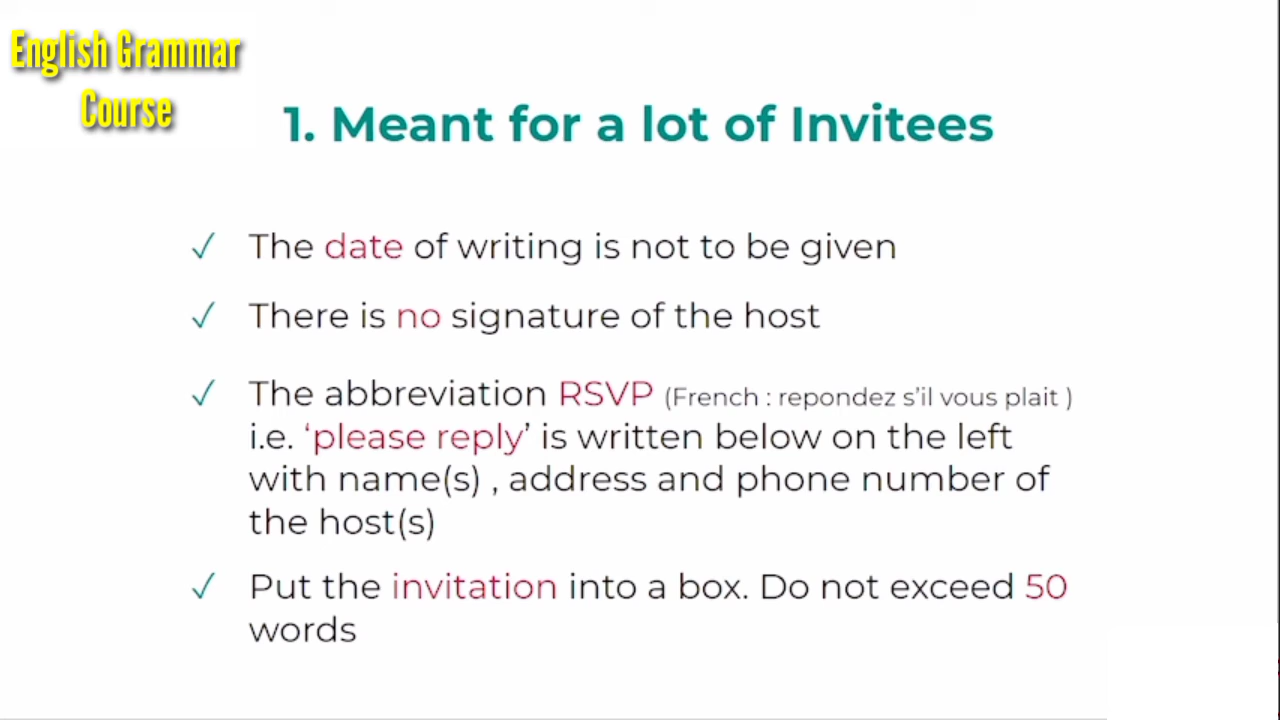 English Grammar
Course
1. Meant for a lot of Invitees
✓ The date of writing is not to be given
✓ There is no signature of the host
✓ The abbreviation RSVP (French : repondez s'il vous plait )
i.e. 'please reply' is written below on the left
with name(s) , address and phone number of
the host(s)
✓ Put the invitation into a box. Do not exceed 50
words